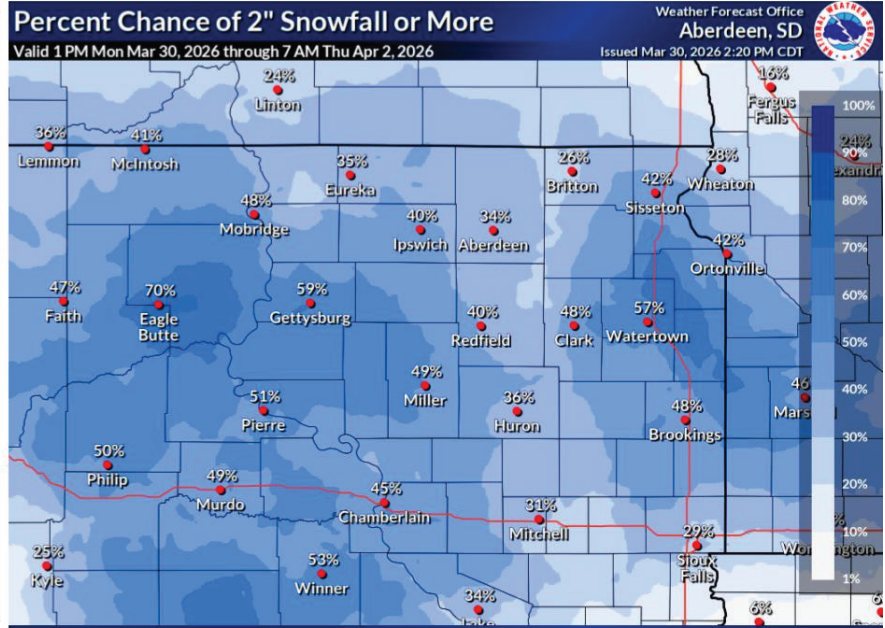 Percent Chance of 2" Snowfall or More
Valid 1 PM Mon Mar 30, 2026 through 7 AM Thu Apr 2, 2026
Weather Forecast Office
Aberdeen, SD
Issued Mar 30, 2026 2:20 PM CDT
NATIONAL WEATHER SERVICE
24%
Linton
16%
Fergus
Falls
100%
36%
Lemmon
41%
McIntosh
24%
90%
35%
Eureka
26%
Britton
28%
Wheaton
42%
Sisseton
80%
48%
Mobridge
40%
Ipswich
34%
Aberdeen
70%
42%
Ortonville
47%
Faith
70%
Eagle
Butte
59%
Gettysburg
60%
40%
Redfield
48%
Clark
57%
Watertown
50%
49%
Miller
46%
40%
51%
Pierre
36%
Huron
48%
Brookings
30%
50%
Philip
49%
Murdo
20%
45%
Chamberlain
31%
Mitchell
29%
Sioux
Falls
10%
25%
Kyle
53%
Winner
1%
34%
6%